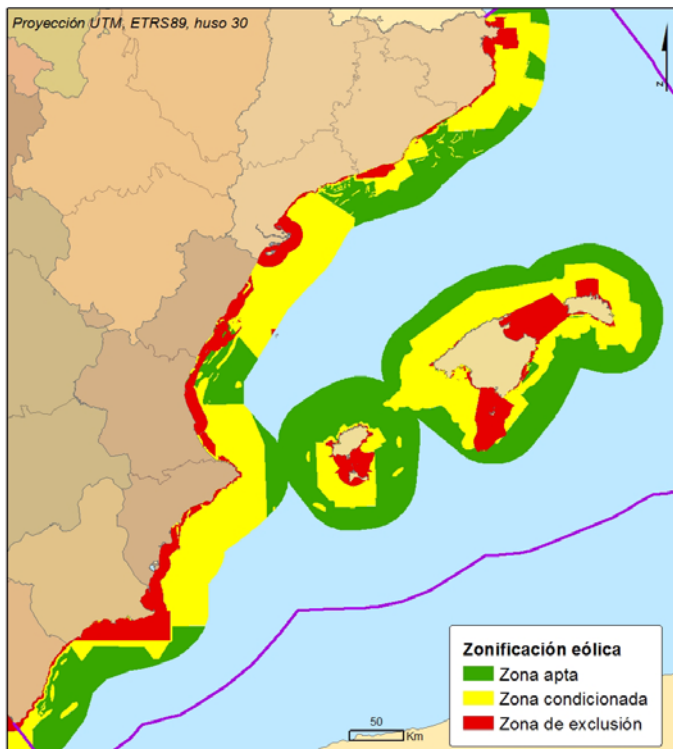 Proyección UTM, ETRS89, huso 30
N
Zonificación eólica
Zona apta
Zona condicionada
Zona de exclusión
50
Km